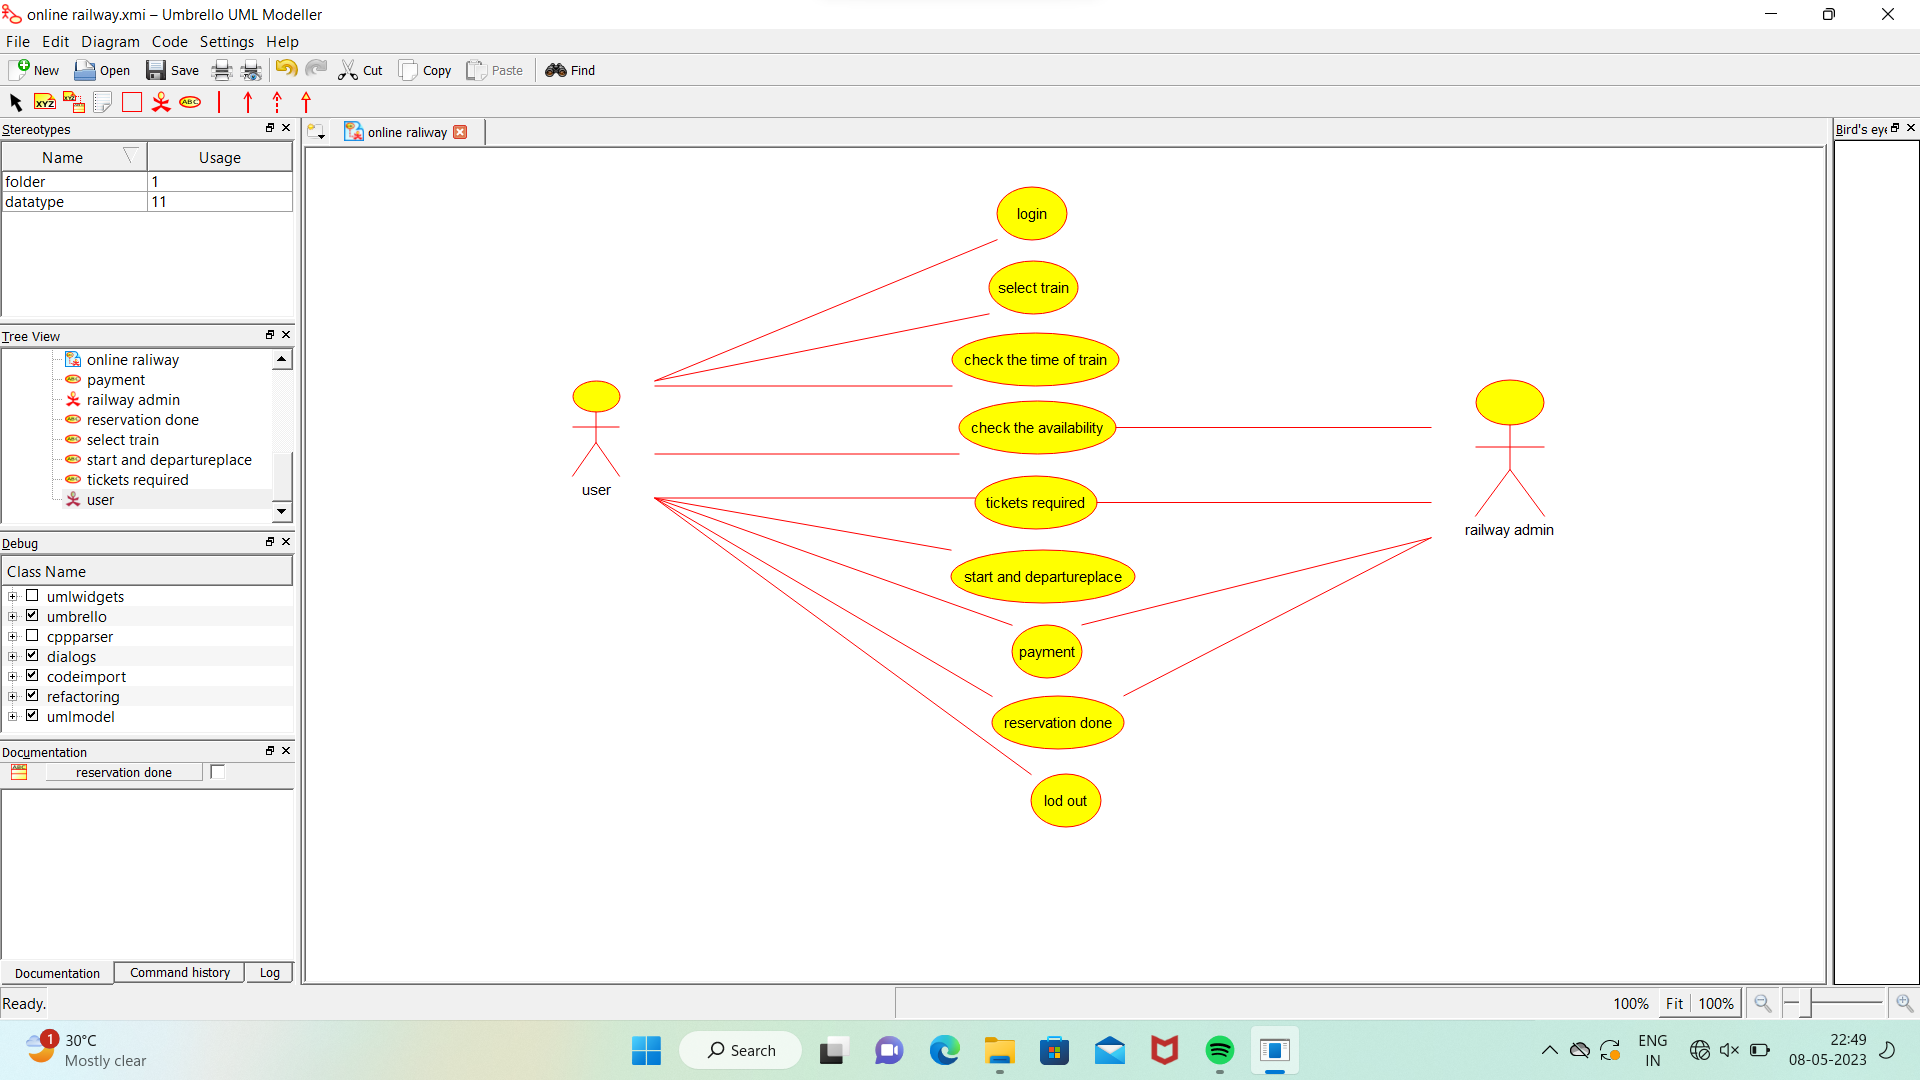 online railway.xmi – Umbrello UML Modeller
File Edit Diagram Code Settings Help
New Open Save Cut Copy Paste Find
XYZ XYZ ABC
Stereotypes
Name Usage
folder 1
datatype 11
Tree View
online raliway
payment
railway admin
reservation done
select train
start and departureplace
tickets required
user
Debug
Class Name
umlwidgets
umbrello
cppparser
dialogs
codeimport
refactoring
umlmodel
Documentation
reservation done
Documentation Command history Log
Ready.
online raliway
login
select train
check the time of train
check the availability
tickets required
start and departureplace
payment
reservation done
lod out
user
railway admin
Bird's eye
100% Fit 100%
1
30°C
Mostly clear
Search
ENG
IN
22:49
08-05-2023